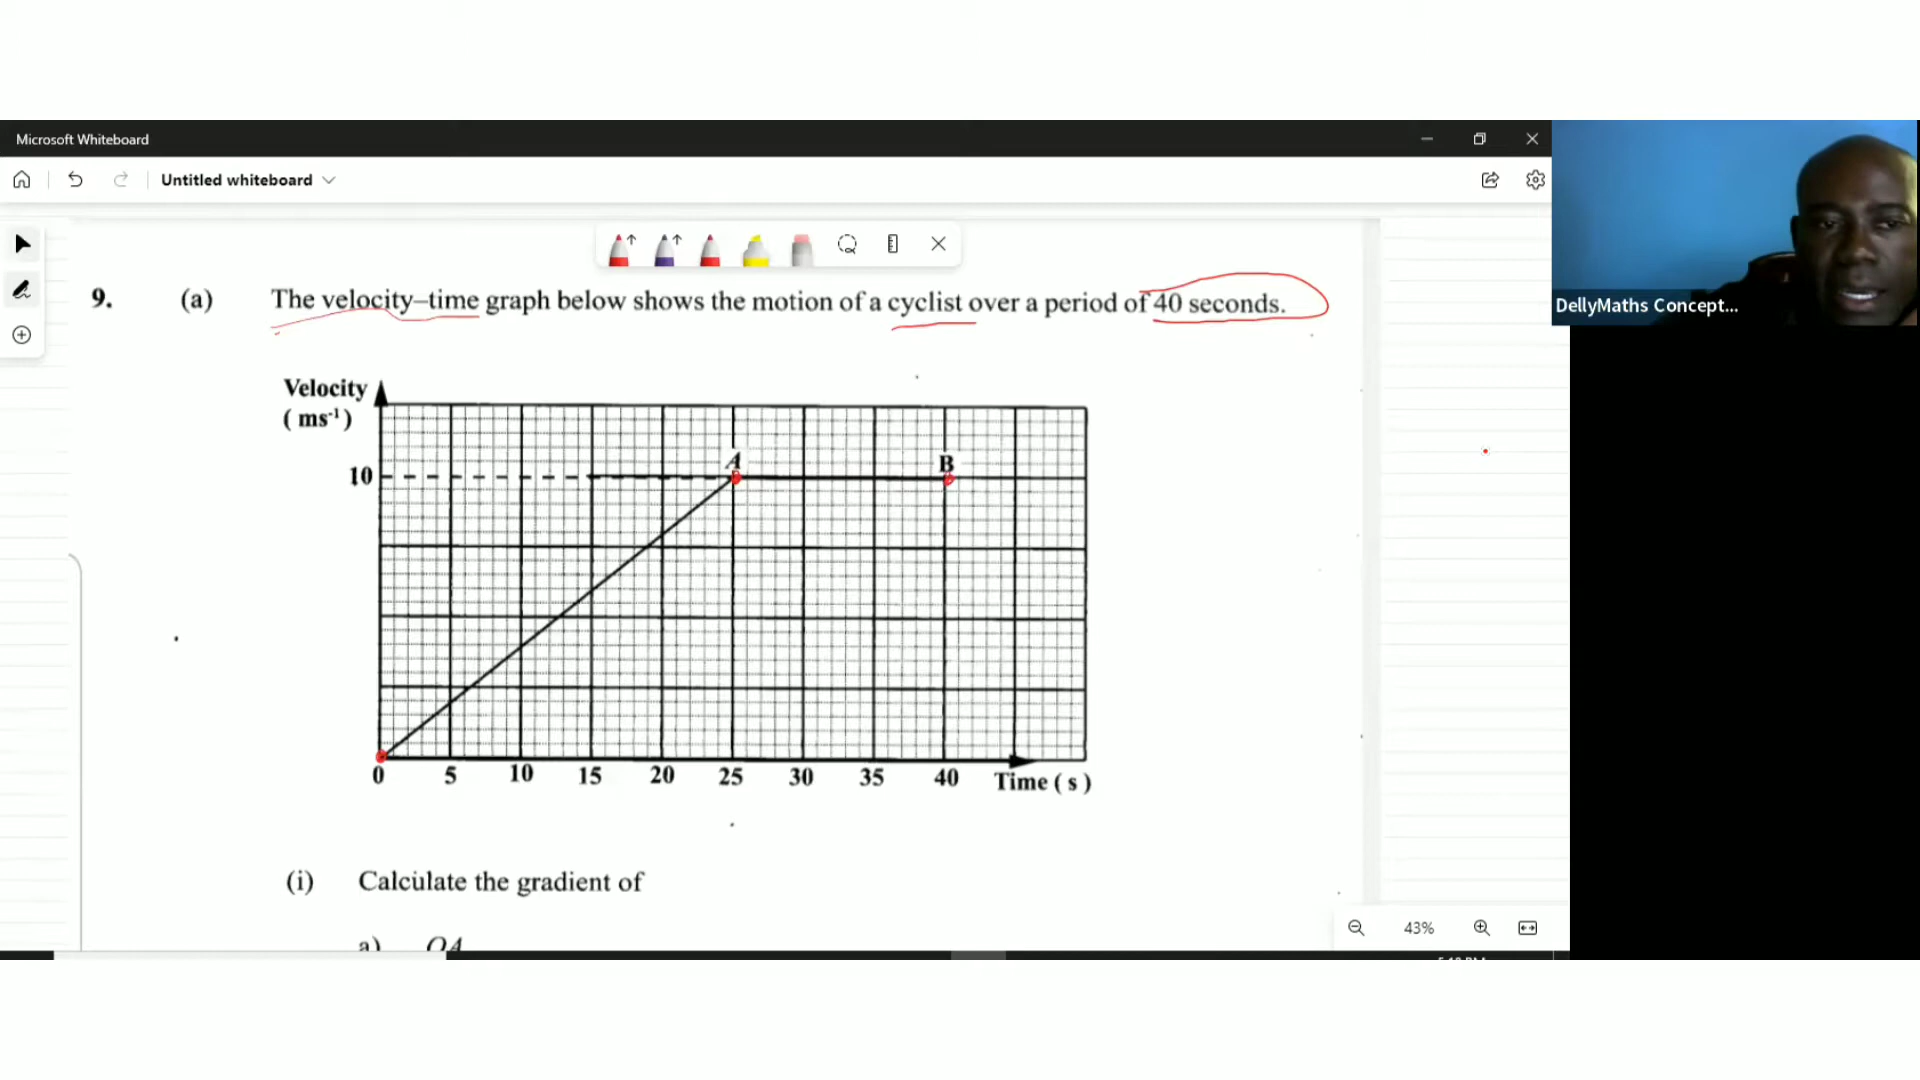 Microsoft Whiteboard
Untitled whiteboard
DellyMaths Concept...
9. (a) The velocity–time graph below shows the motion of a cyclist over a period of 40 seconds.
Velocity
( ms⁻¹ )
10
A
B
0 5 10 15 20 25 30 35 40 Time ( s )
(i) Calculate the gradient of
a) OA
43%